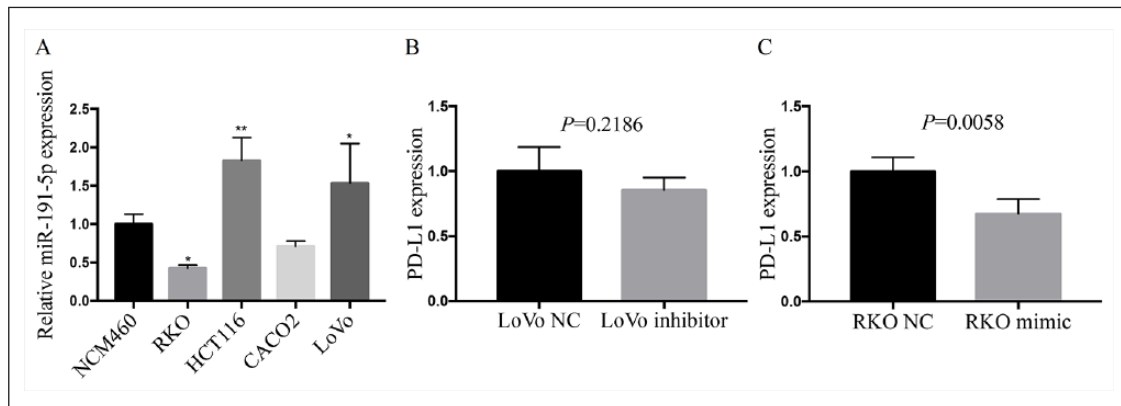 A
Relative miR-191-5p expression
2.5
2.0
1.5
1.0
0.5
0.0
**
*
*
NCM460
RKO
HCT116
CACO2
LoVo
B
PD-L1 expression
1.5
1.0
0.5
0.0
P=0.2186
LoVo NC
LoVo inhibitor
C
PD-L1 expression
1.5
1.0
0.5
0.0
P=0.0058
RKO NC
RKO mimic